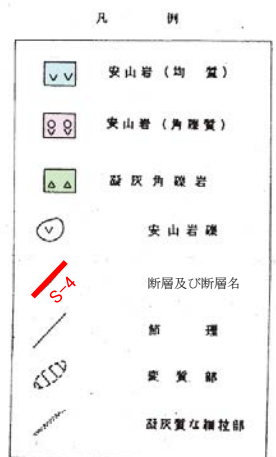 凡 例
安山岩(均 質)
安山岩(角礫質)
凝灰角礫岩
安山岩礫
S-4
断層及び断層名
節 理
変質部
凝灰質な細粒部